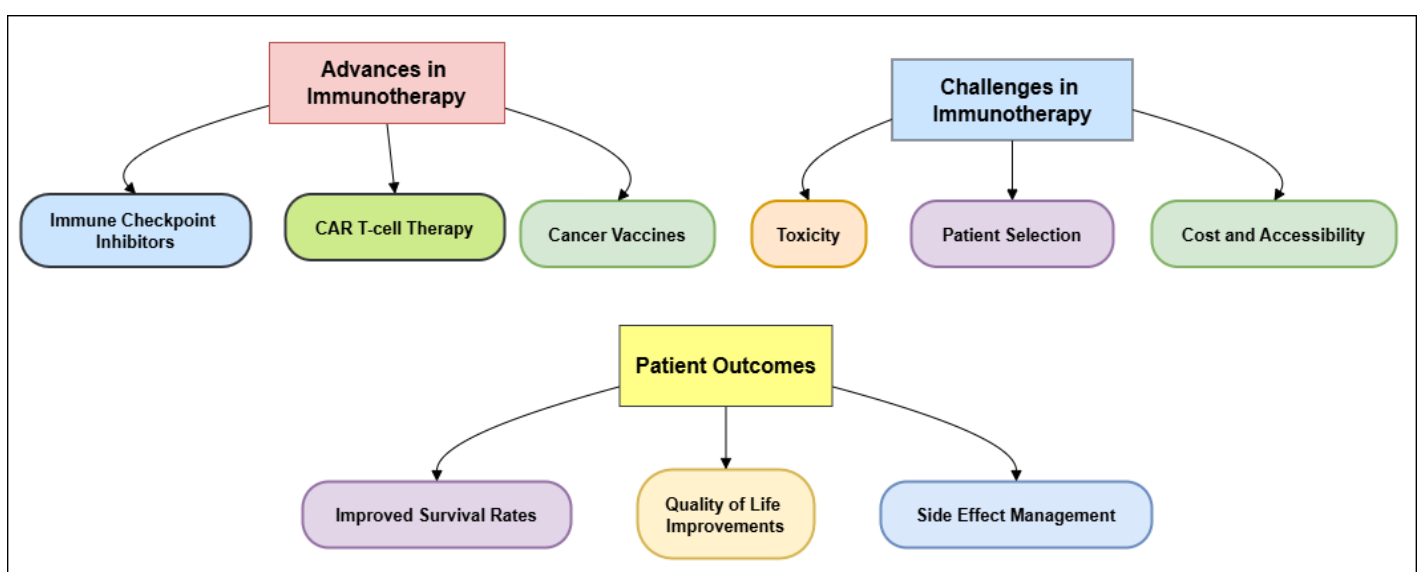 Advances in
Immunotherapy
Challenges in
Immunotherapy
Immune Checkpoint
Inhibitors
CAR T-cell Therapy
Cancer Vaccines
Toxicity
Patient Selection
Cost and Accessibility
Patient Outcomes
Improved Survival Rates
Quality of Life
Improvements
Side Effect Management